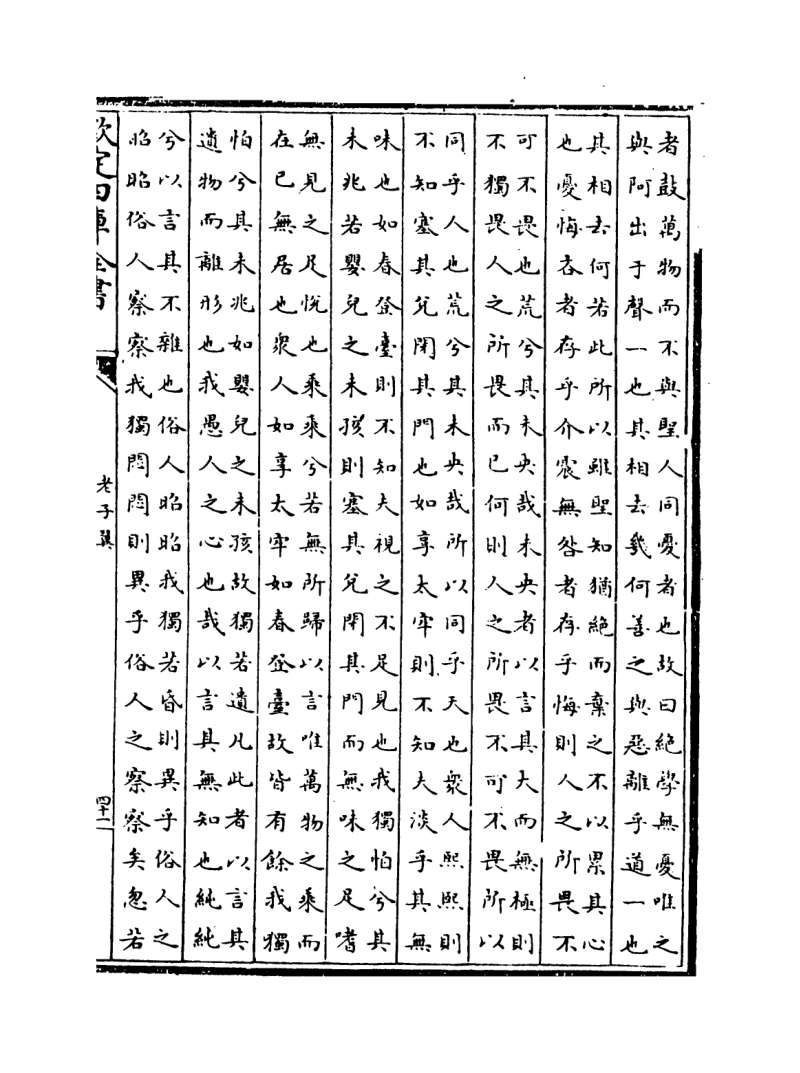 者鼓萬物而不與聖人同憂者也故曰絶學無憂唯之
與阿出于聲一也其相去幾何善之與惡離乎道一也
其相去何若此所以雖聖知猶絶而棄之不以累其心
也憂悔吝者存乎介震無咎者存乎悔則人之所畏不
可不畏也荒兮其未央哉未央者以言其大而無極則
不獨畏人之所畏而已何則人之所畏不可不畏所以
同乎人也荒兮其未央哉所以同乎天也衆人熙熙則
不知塞其兌閉其門也如享太牢則不知大淡乎其無
味也如春登臺則不知夫視之不足見也我獨怕兮其
未兆若嬰兒之未孩則塞其兌閉其門而無味之足嗜
無見之足悅也乘乘兮若無所歸以言唯萬物之乘而
在已無居也衆人如享太牢如春登臺故皆有餘我獨
怕兮其未兆如嬰兒之未孩故獨若遺凡此者以言其
遺物而離形也我愚人之心也哉以言其無知也純純
兮以言其不雜也俗人昭昭我獨若昏則異乎俗人之
昭昭俗人察察我獨悶悶則異乎俗人之察察矣忽若
欽定四庫全書
老子翼
四十二